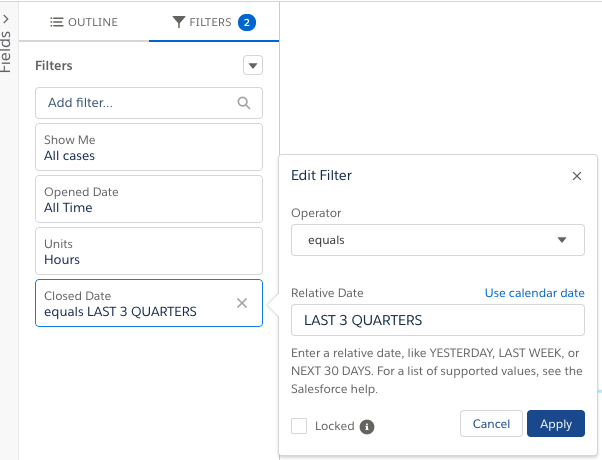 Fields
OUTLINE
FILTERS 2
Filters
Add filter...
Show Me
All cases
Opened Date
All Time
Units
Hours
Closed Date
equals LAST 3 QUARTERS
Edit Filter
Operator
equals
Relative Date
Use calendar date
LAST 3 QUARTERS
Enter a relative date, like YESTERDAY, LAST WEEK, or
NEXT 30 DAYS. For a list of supported values, see the
Salesforce help.
Locked
Cancel
Apply